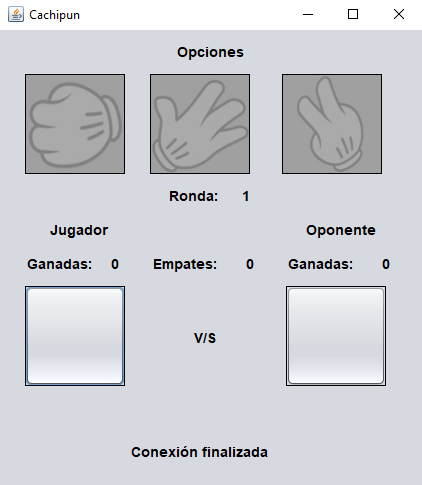 Cachipun
Opciones
Ronda: 1
Jugador Oponente
Ganadas: 0 Empates: 0 Ganadas: 0
V/S
Conexión finalizada